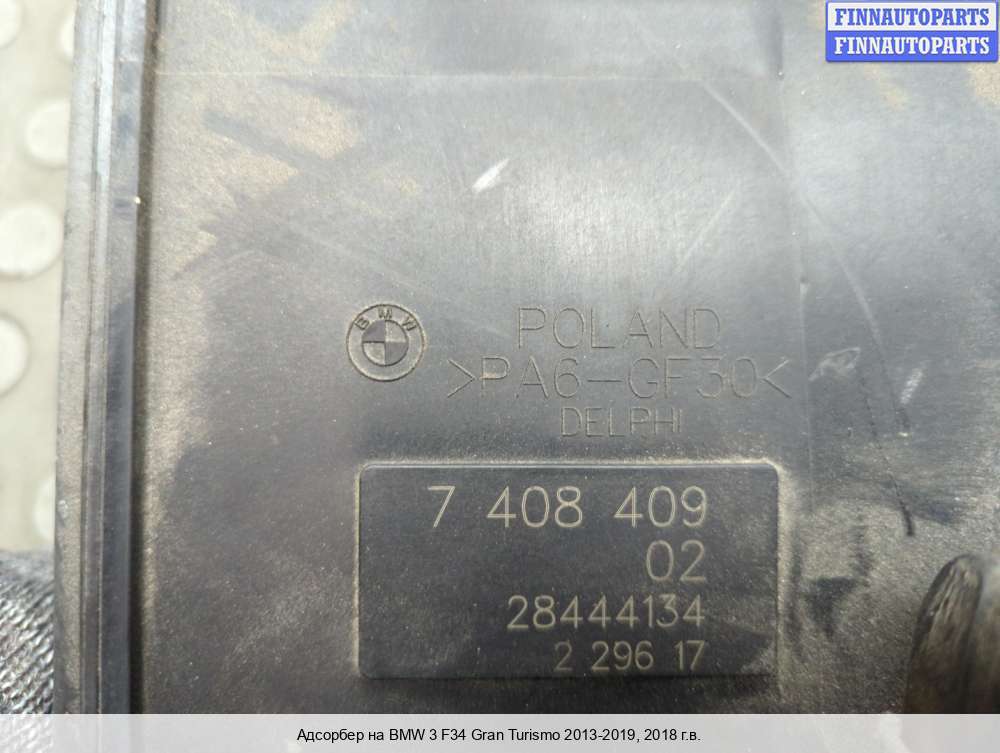 FINNAUTOPARTS
FINNAUTOPARTS
BMW
POLAND
>PA6-GF30<
DELPHI
7 408 409
02
28444134
2 296 17
Адсорбер на BMW 3 F34 Gran Turismo 2013-2019, 2018 г.в.